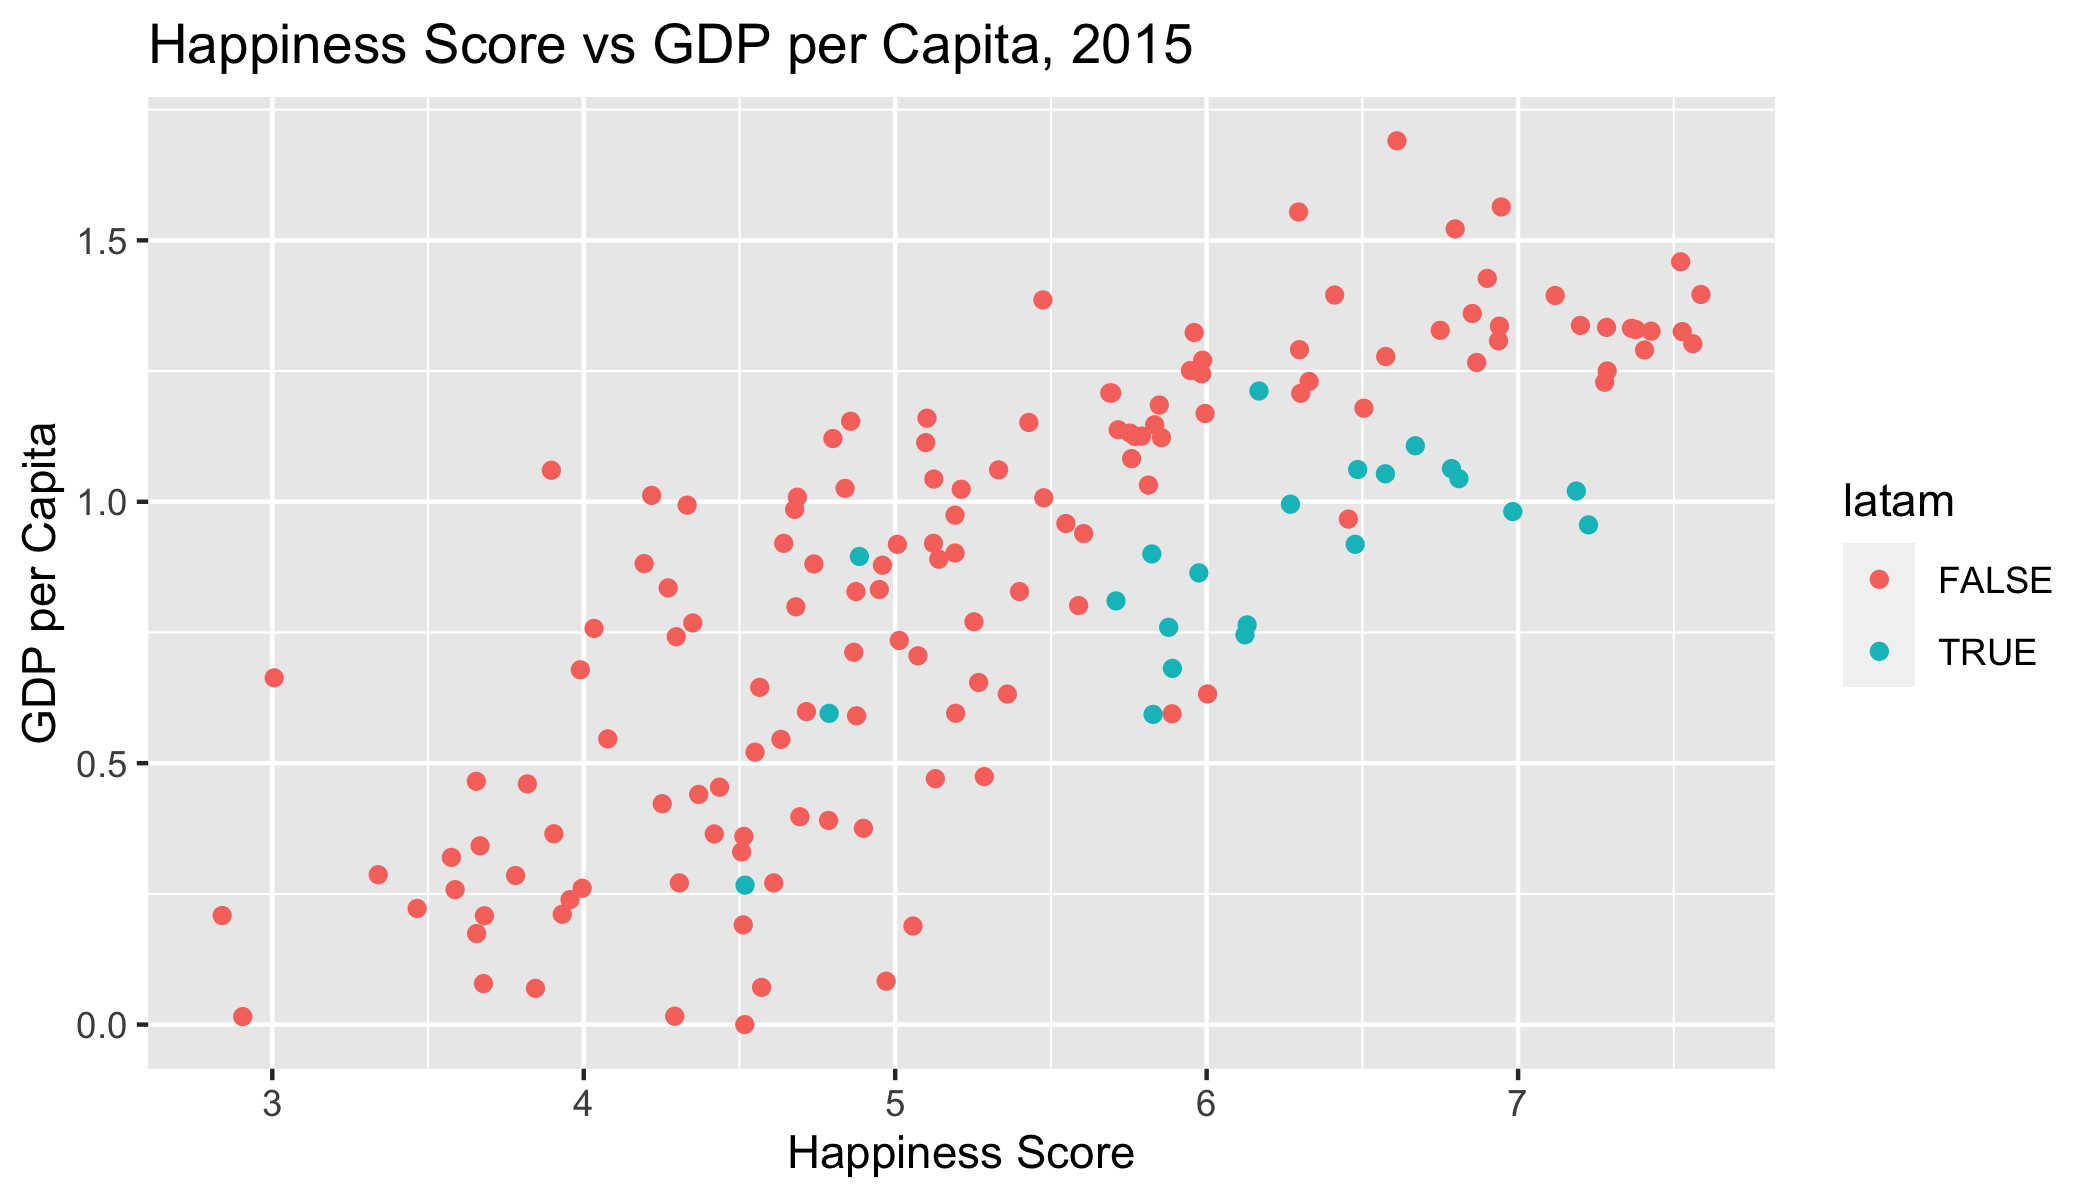 Happiness Score vs GDP per Capita, 2015
GDP per Capita
1.5
1.0
0.5
0.0
3 4 5 6 7
Happiness Score
latam
FALSE
TRUE